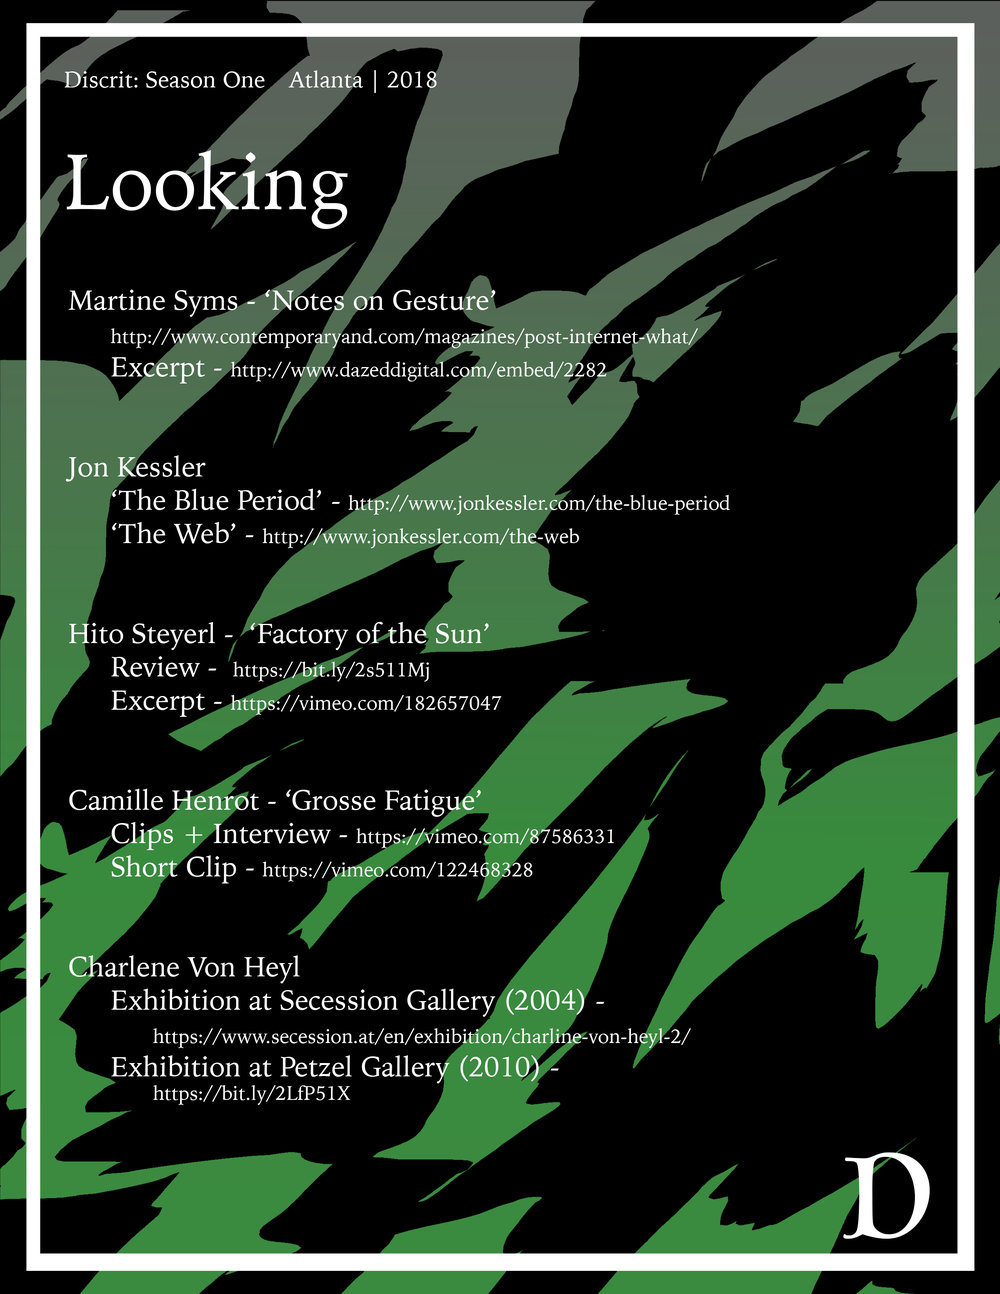 Discrit: Season One Atlanta | 2018
Looking
Martine Syms - ‘Notes on Gesture’
http://www.contemporaryand.com/magazines/post-internet-what/
Excerpt - http://www.dazeddigital.com/embed/2282
Jon Kessler
‘The Blue Period’ - http://www.jonkessler.com/the-blue-period
‘The Web’ - http://www.jonkessler.com/the-web
Hito Steyerl - ‘Factory of the Sun’
Review - https://bit.ly/2s511Mj
Excerpt - https://vimeo.com/182657047
Camille Henrot - ‘Grosse Fatigue’
Clips + Interview - https://vimeo.com/87586331
Short Clip - https://vimeo.com/122468328
Charlene Von Heyl
Exhibition at Secession Gallery (2004) -
https://www.secession.at/en/exhibition/charline-von-heyl-2/
Exhibition at Petzel Gallery (2010) -
https://bit.ly/2LfP51X
D